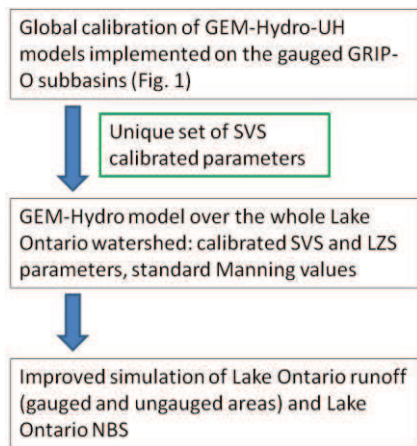 Global calibration of GEM-Hydro-UH
models implemented on the gauged GRIP-
O subbasins (Fig. 1)
Unique set of SVS
calibrated parameters
GEM-Hydro model over the whole Lake
Ontario watershed: calibrated SVS and LZS
parameters, standard Manning values
Improved simulation of Lake Ontario runoff
(gauged and ungauged areas) and Lake
Ontario NBS